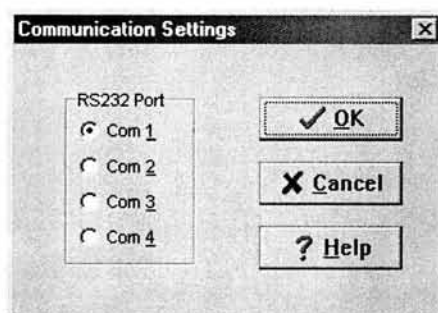 Communication Settings
RS232 Port
Com 1
Com 2
Com 3
Com 4
OK
Cancel
? Help